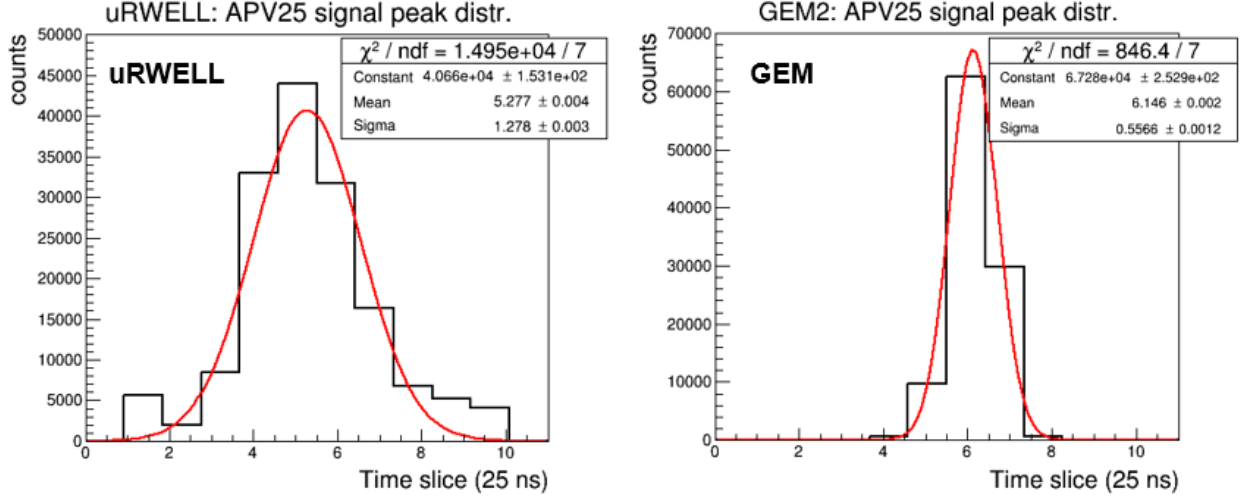 uRWELL: APV25 signal peak distr.
counts
50000
45000
40000
35000
30000
25000
20000
15000
10000
5000
0
uRWELL
χ² / ndf = 1.495e+04 / 7
Constant 4.066e+04 ± 1.531e+02
Mean 5.277 ± 0.004
Sigma 1.278 ± 0.003
0 2 4 6 8 10
Time slice (25 ns)
GEM2: APV25 signal peak distr.
counts
70000
60000
50000
40000
30000
20000
10000
0
GEM
χ² / ndf = 846.4 / 7
Constant 6.728e+04 ± 2.529e+02
Mean 6.146 ± 0.002
Sigma 0.5566 ± 0.0012
0 2 4 6 8 10
Time slice (25 ns)